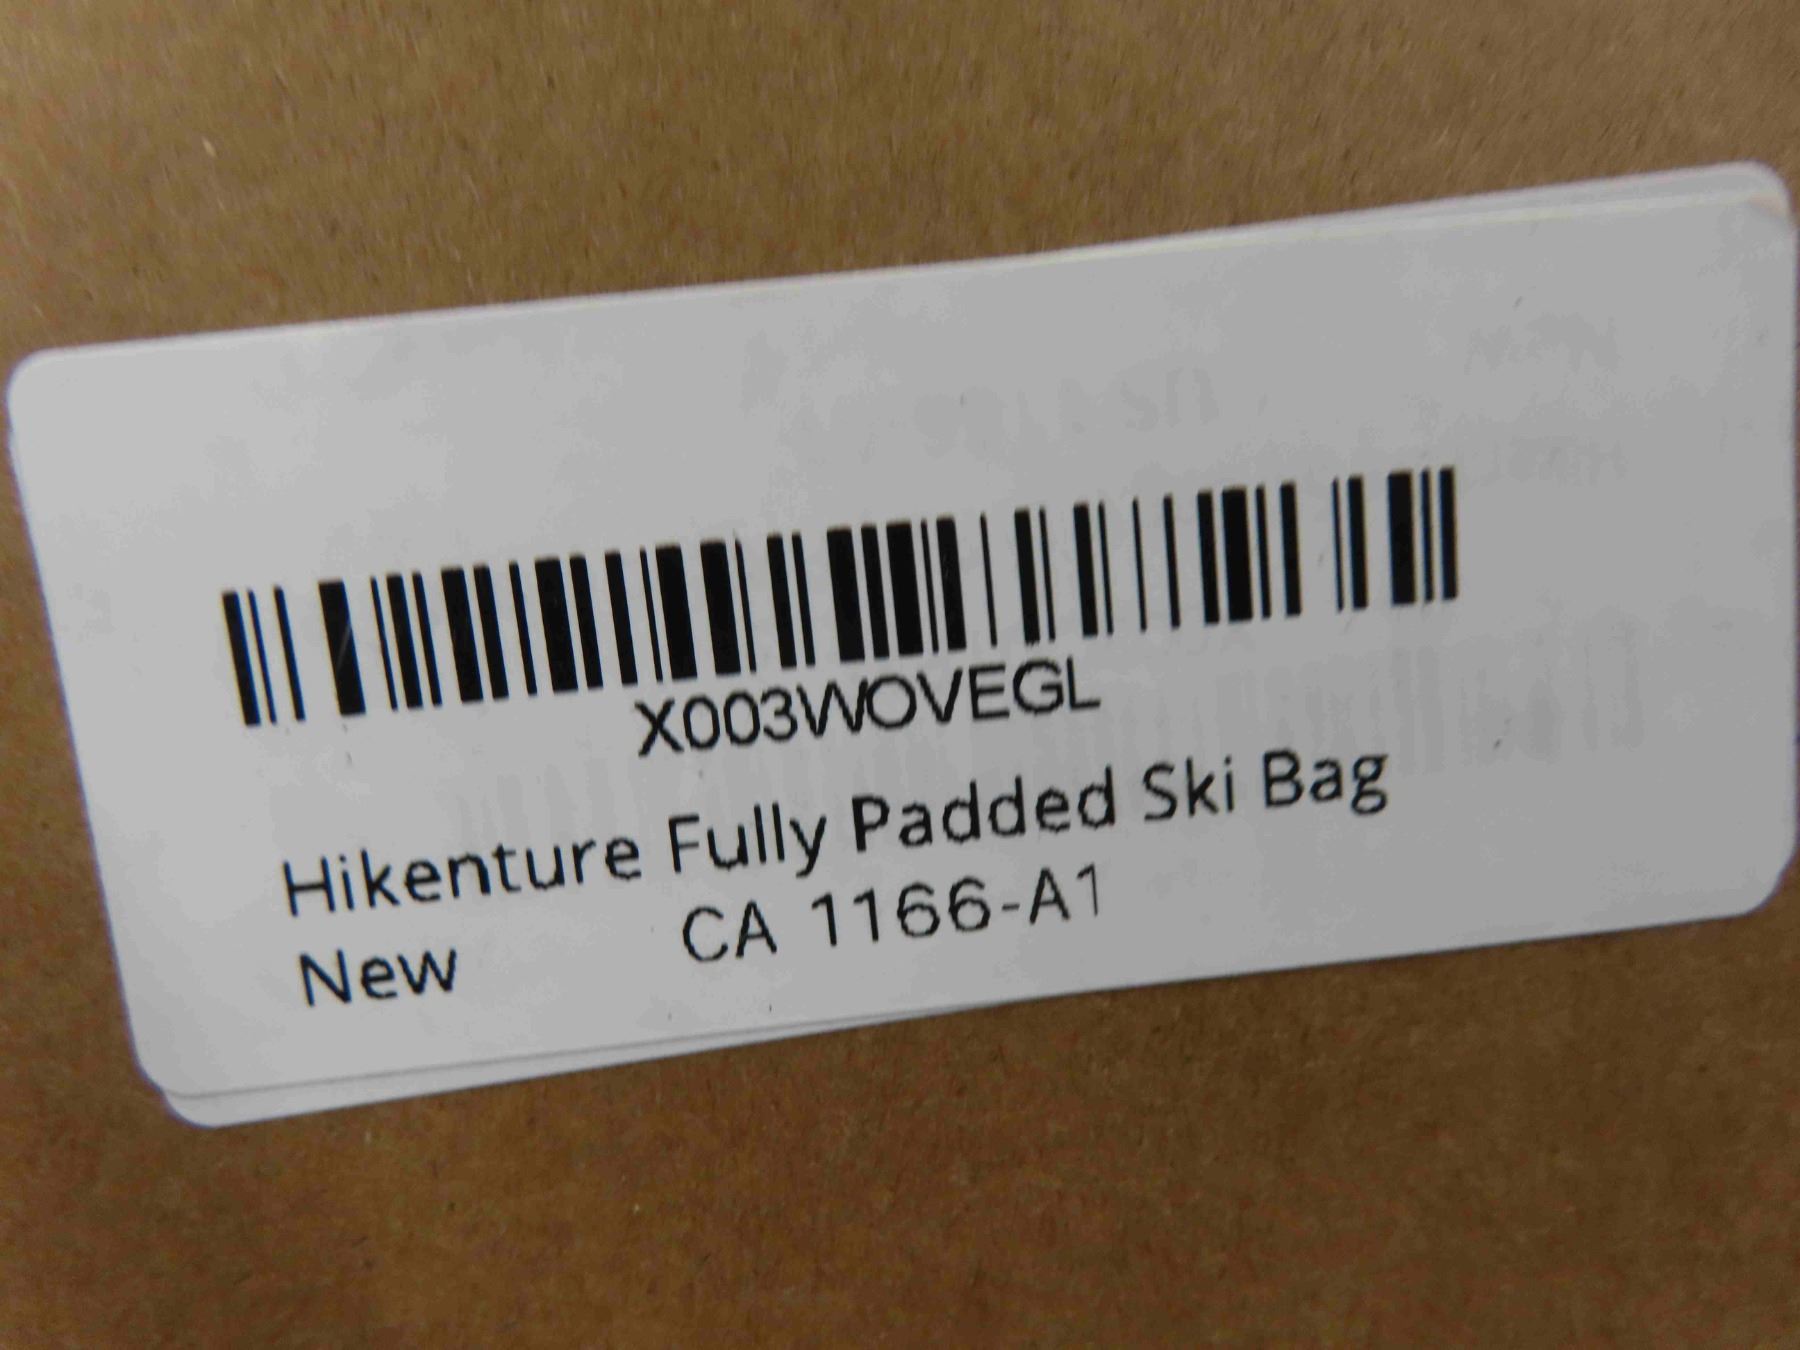 X003WOVEGL
Hikenture Fully Padded Ski Bag
CA 1166-A1
New